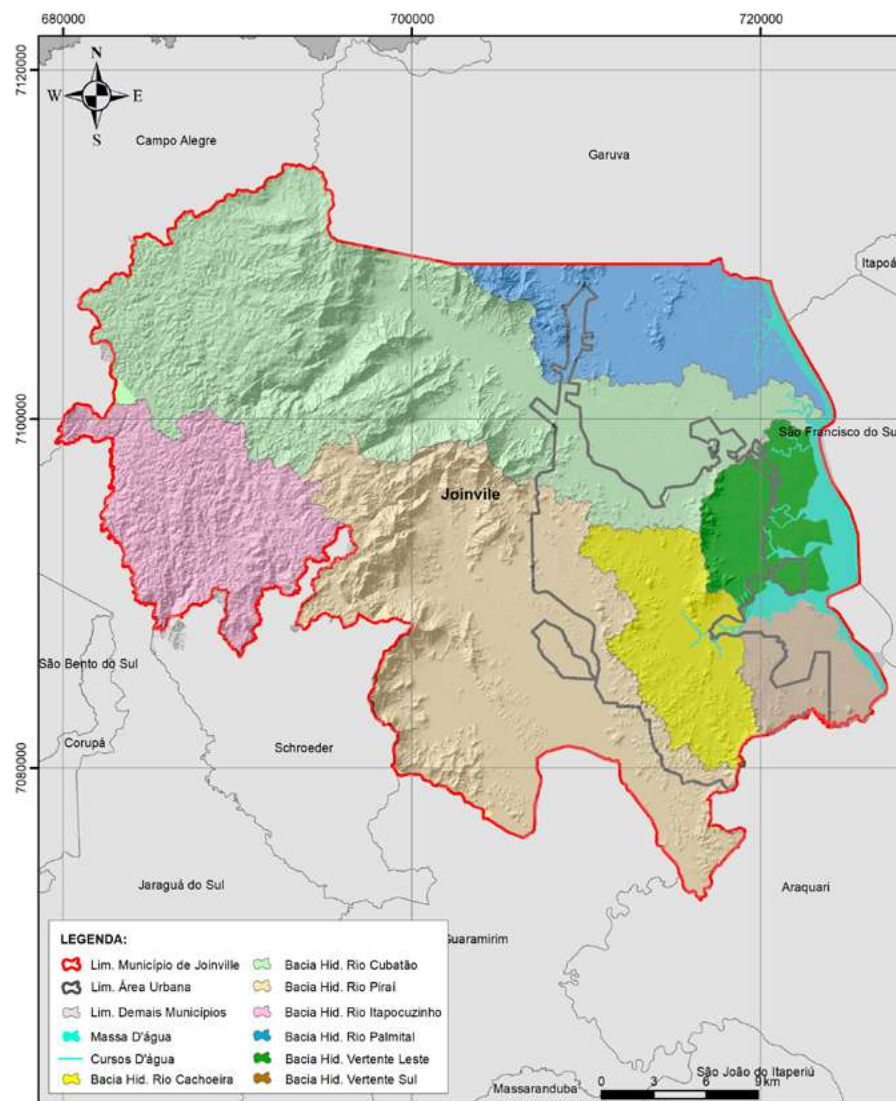 680000 700000 720000
7120000
N
W E
S
Campo Alegre
Garuva
Itapoá
7100000
São Francisco do Su
Joinvile
São Bento do Sul
Corupá
Schroeder
7080000
Jaraguá do Sul
Araquari
Guaramirim
LEGENDA:
Lim. Município de Joinville
Lim. Área Urbana
Lim. Demais Municípios
Massa D'água
Cursos D'água
Bacia Hid. Rio Cachoeira
Bacia Hid. Rio Cubatão
Bacia Hid. Rio Piraí
Bacia Hid. Rio Itapocuzinho
Bacia Hid. Rio Palmital
Bacia Hid. Vertente Leste
Bacia Hid. Vertente Sul
São João do Itaperiú
Massaranduba
0 3 6 9 km